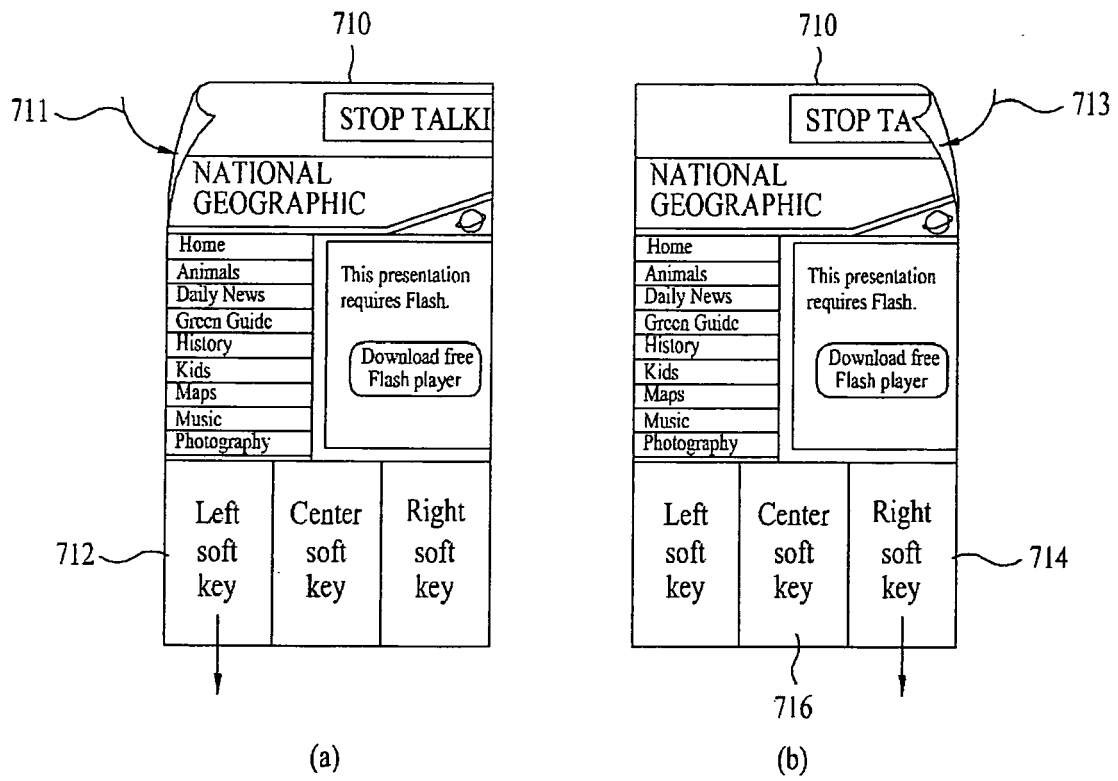 710
711
STOP TALKI
NATIONAL
GEOGRAPHIC
Home
Animals
Daily News
Green Guide
History
Kids
Maps
Music
Photography
This presentation
requires Flash.
Download free
Flash player
Left
soft
key
Center
soft
key
Right
soft
key
712
(a)
710
713
STOP TA
NATIONAL
GEOGRAPHIC
Home
Animals
Daily News
Green Guide
History
Kids
Maps
Music
Photography
This presentation
requires Flash.
Download free
Flash player
Left
soft
key
Center
soft
key
Right
soft
key
714
716
(b)